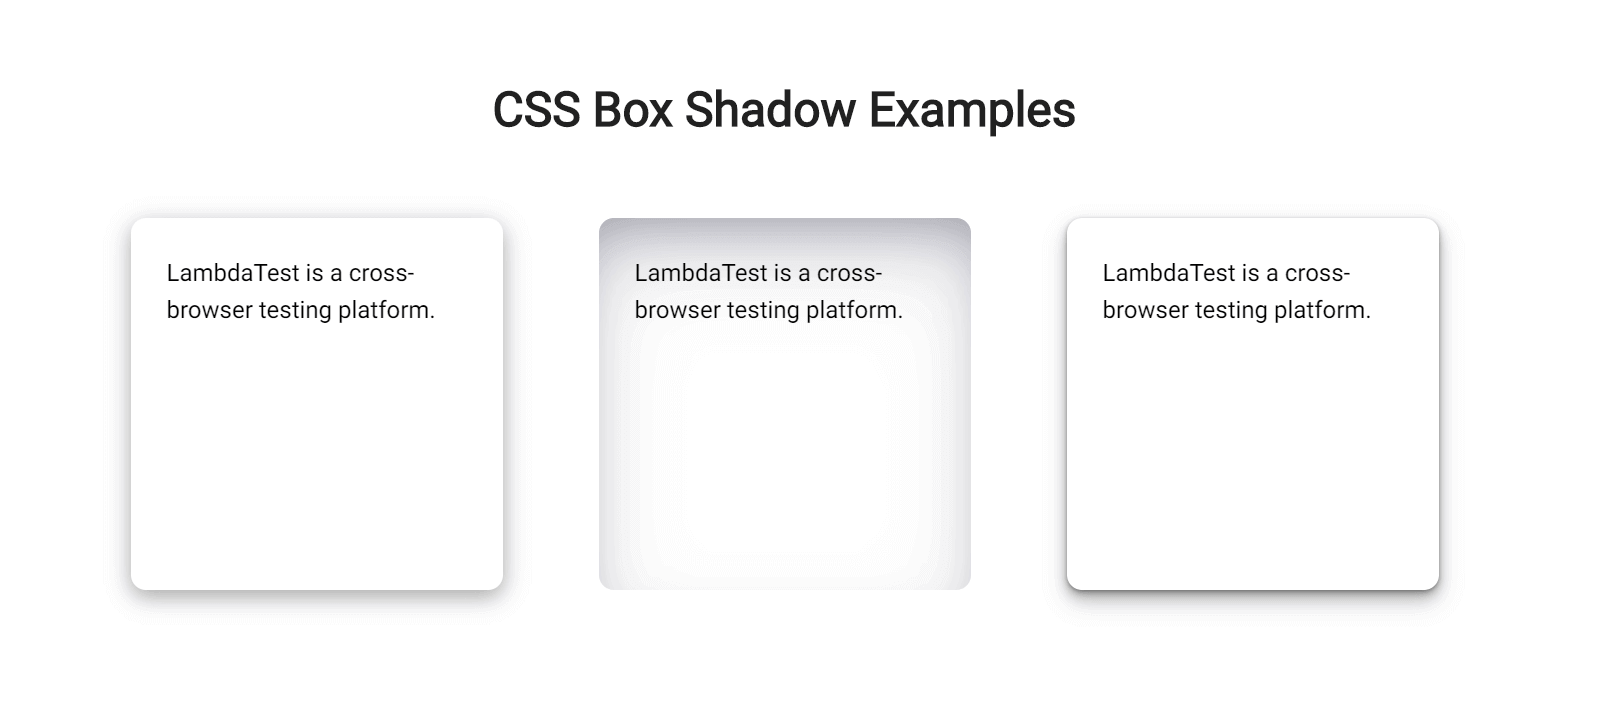 CSS Box Shadow Examples
LambdaTest is a cross-
browser testing platform.
LambdaTest is a cross-
browser testing platform.
LambdaTest is a cross-
browser testing platform.